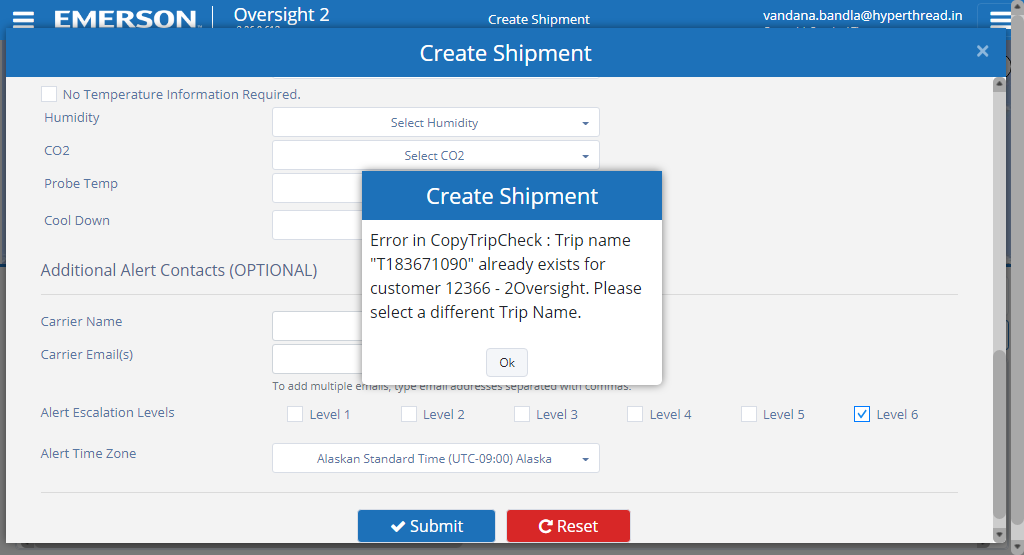 EMERSON
Oversight 2
Create Shipment
vandana.bandla@hyperthread.in
Create Shipment
×
No Temperature Information Required.
Humidity
Select Humidity
CO2
Select CO2
Probe Temp
Cool Down
Create Shipment
Error in CopyTripCheck : Trip name
"T183671090" already exists for
customer 12366 - 2Oversight. Please
select a different Trip Name.
Ok
Additional Alert Contacts (OPTIONAL)
Carrier Name
Carrier Email(s)
To add multiple emails, type email addresses separated with commas.
Alert Escalation Levels
Level 1
Level 2
Level 3
Level 4
Level 5
Level 6
Alert Time Zone
Alaskan Standard Time (UTC-09:00) Alaska
Submit
Reset